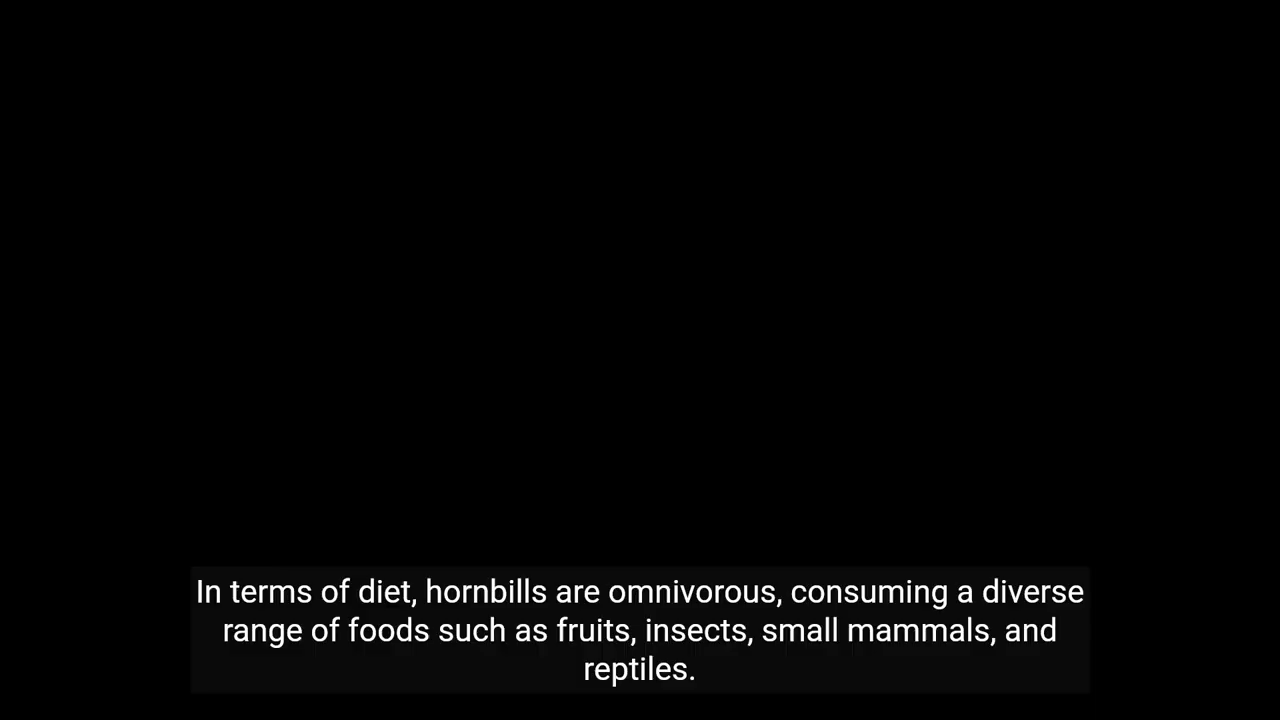 In terms of diet, hornbills are omnivorous, consuming a diverse
range of foods such as fruits, insects, small mammals, and
reptiles.